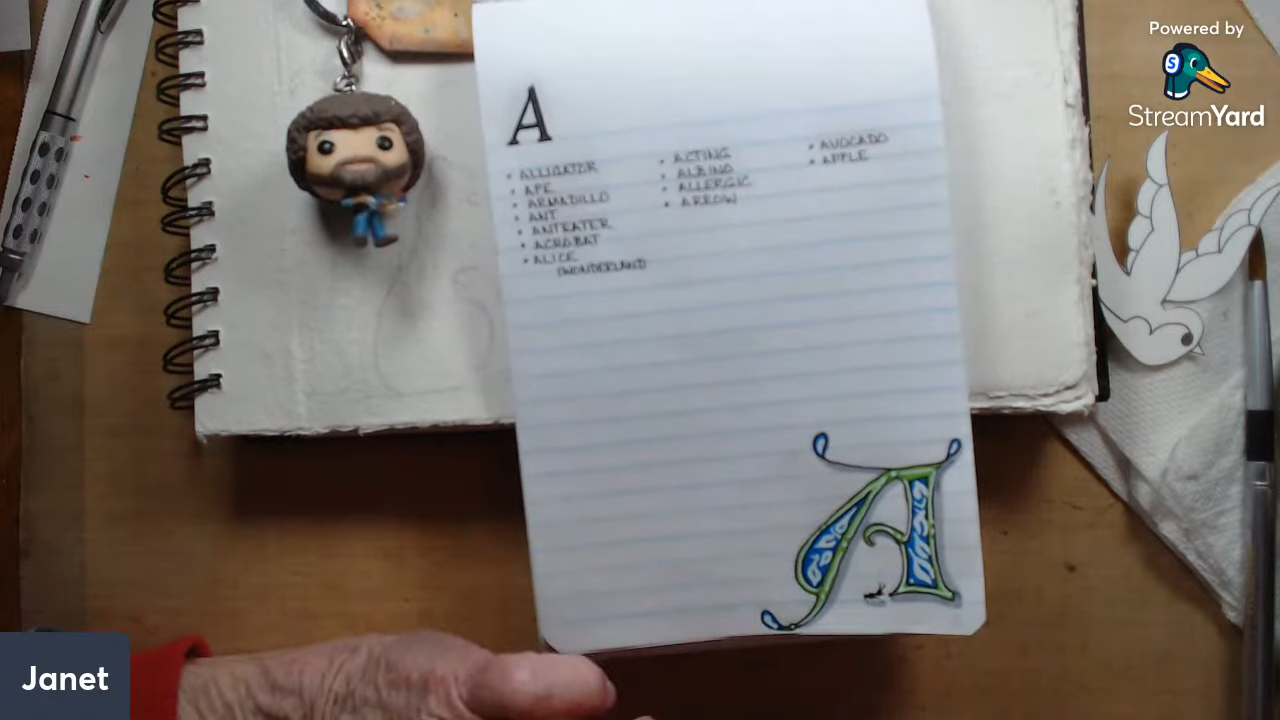 Powered by
StreamYard
A
• ALLIGATOR
• APE
• ARMADILLO
• ANT
• ANTEATER
• ACROBAT
• ALICE
(WONDERLAND
• ACTING
• ALBINO
• ALLERGIC
• ARROW
• AVOCADO
• APPLE
A
Janet